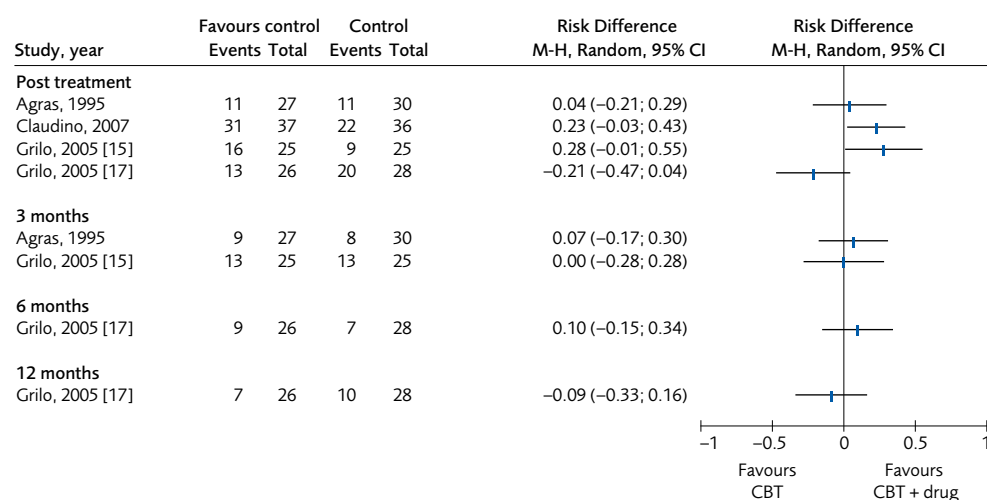 Favours control Control Risk Difference Risk Difference
Study, year Events Total Events Total M-H, Random, 95% CI M-H, Random, 95% CI
Post treatment
Agras, 1995 11 27 11 30 0.04 (–0.21; 0.29)
Claudino, 2007 31 37 22 36 0.23 (–0.03; 0.43)
Grilo, 2005 [15] 16 25 9 25 0.28 (–0.01; 0.55)
Grilo, 2005 [17] 13 26 20 28 –0.21 (–0.47; 0.04)
3 months
Agras, 1995 9 27 8 30 0.07 (–0.17; 0.30)
Grilo, 2005 [15] 13 25 13 25 0.00 (–0.28; 0.28)
6 months
Grilo, 2005 [17] 9 26 7 28 0.10 (–0.15; 0.34)
12 months
Grilo, 2005 [17] 7 26 10 28 –0.09 (–0.33; 0.16)
–1 –0.5 0 0.5 1
Favours Favours
CBT CBT + drug